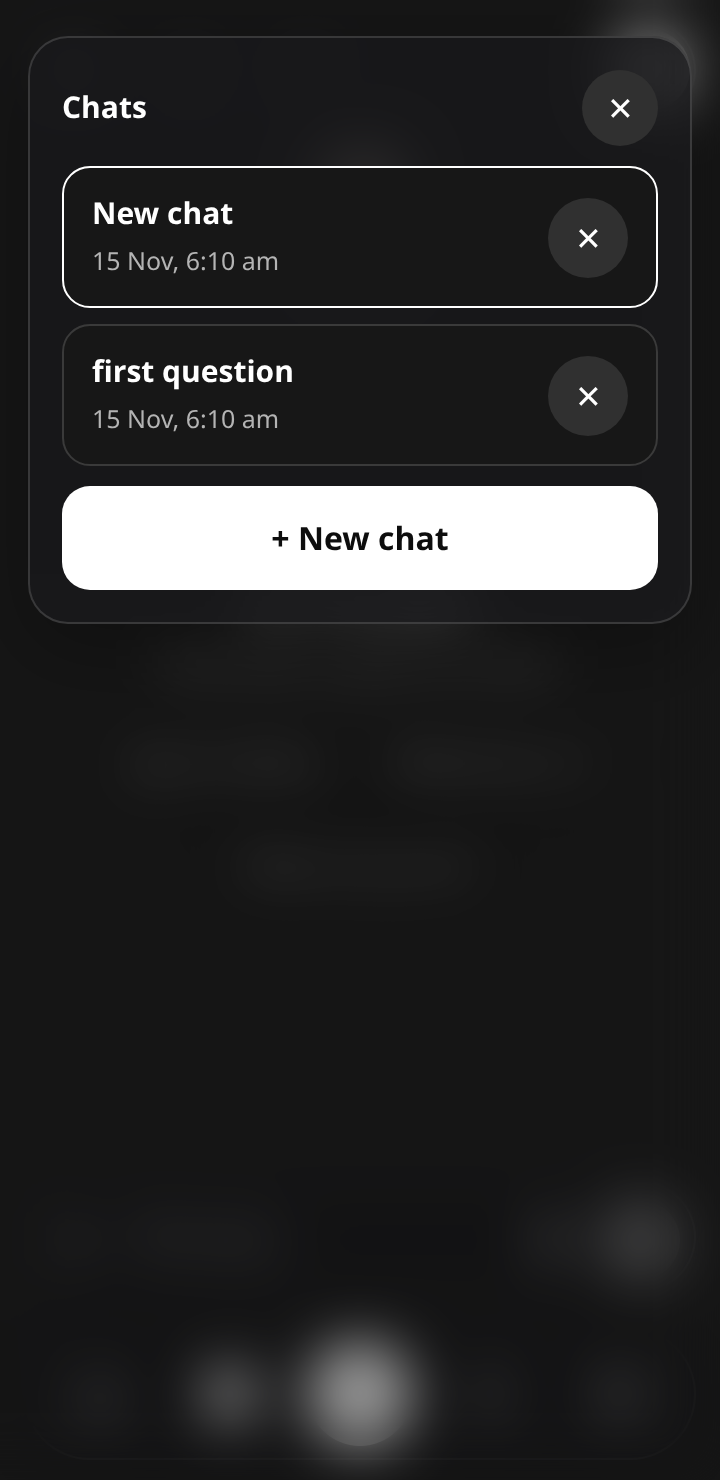 Chats
New chat
15 Nov, 6:10 am
first question
15 Nov, 6:10 am
+ New chat